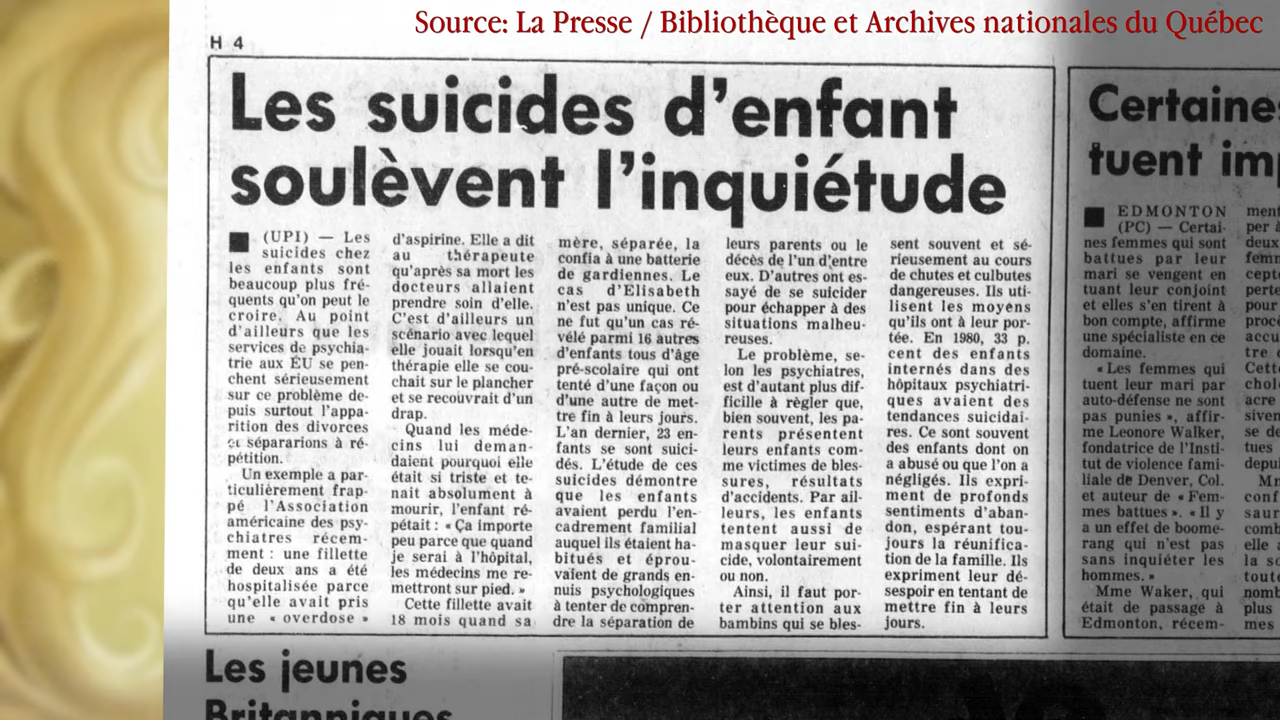 Source: La Presse / Bibliothèque et Archives nationales du Québec
H 4
Les suicides d'enfant
soulèvent l'inquiétude
(UPI) — Les
suicides chez
les enfants sont
beaucoup plus fré-
quents qu'on peut le
croire. Au point
d'ailleurs que les
services de psychia-
trie aux ÉU se pen-
chent sérieusement
sur ce problème de-
puis surtout l'appa-
rition des divorces
et sépararions à ré-
pétition.
Un exemple a par-
ticulièrement frap-
pé l'Association
américaine des psy-
chiatres récem-
ment : une fillette
de deux ans a été
hospitalisée parce
qu'elle avait pris
une « overdose »
d'aspirine. Elle a dit
au thérapeute
qu'après sa mort les
docteurs allaient
prendre soin d'elle.
C'est d'ailleurs un
scénario avec lequel
elle jouait lorsqu'en
thérapie elle se cou-
chait sur le plancher
et se recouvrait d'un
drap.
Quand les méde-
cins lui deman-
daient pourquoi elle
était si triste et te-
nait absolument à
mourir, l'enfant ré-
pétait : « Ça importe
peu parce que quand
je serai à l'hôpital,
les médecins me re-
mettront sur pied. »
Cette fillette avait
18 mois quand sa
mère, séparée, la
confia à une batterie
de gardiennes. Le
cas d'Elisabeth
n'est pas unique. Ce
ne fut qu'un cas ré-
vélé parmi 16 autres
d'enfants tous d'âge
pré-scolaire qui ont
tenté d'une façon ou
d'une autre de met-
tre fin à leurs jours.
L'an dernier, 23 en-
fants se sont suici-
dés. L'étude de ces
suicides démontre
que les enfants
avaient perdu l'en-
cadrement familial
auquel ils étaient ha-
bitués et éprou-
vaient de grands en-
nuis psychologiques
à tenter de compren-
dre la séparation de
leurs parents ou le
décès de l'un d'entre
eux. D'autres ont es-
sayé de se suicider
pour échapper à des
situations malheu-
reuses.
Le problème, se-
lon les psychiatres,
est d'autant plus dif-
ficille à règler que,
bien souvent, les pa-
rents présentent
leurs enfants com-
me victimes de bles-
sures, résultats
d'accidents. Par ail-
leurs, les enfants
tentent aussi de
masquer leur sui-
cide, volontairement
ou non.
Ainsi, il faut por-
ter attention aux
bambins qui se bles-
sent souvent et sé-
rieusement au cours
de chutes et culbutes
dangereuses. Ils uti-
lisent les moyens
qu'ils ont à leur por-
tée. En 1980, 33 p.
cent des enfants
internés dans des
hôpitaux psychiatri-
ques avaient des
tendances suicidai-
res. Ce sont souvent
des enfants dont on
a abusé ou que l'on a
négligés. Ils expri-
ment de profonds
sentiments d'aban-
don, espérant tou-
jours la réunifica-
tion de la famille. Ils
expriment leur dé-
sespoir en tentant de
mettre fin à leurs
jours.
Certaine
tuent im
EDMONTON
(PC) — Certai-
nes femmes qui sont
battues par leur
mari se vengent en
tuant leur conjoint
et elles s'en tirent à
bon compte, affirme
une spécialiste en ce
domaine.
« Les femmes qui
tuent leur mari par
auto-défense ne sont
pas punies », affir-
me Leonore Walker,
fondatrice de l'Insti-
tut de violence fami-
liale de Denver, Col.
et auteur de « Fem-
mes battues ». « Il y
a un effet de boome-
rang qui n'est pas
sans inquiéter les
hommes. »
Mme Waker, qui
était de passage à
Edmonton, récem-
Les jeunes
Britanniques